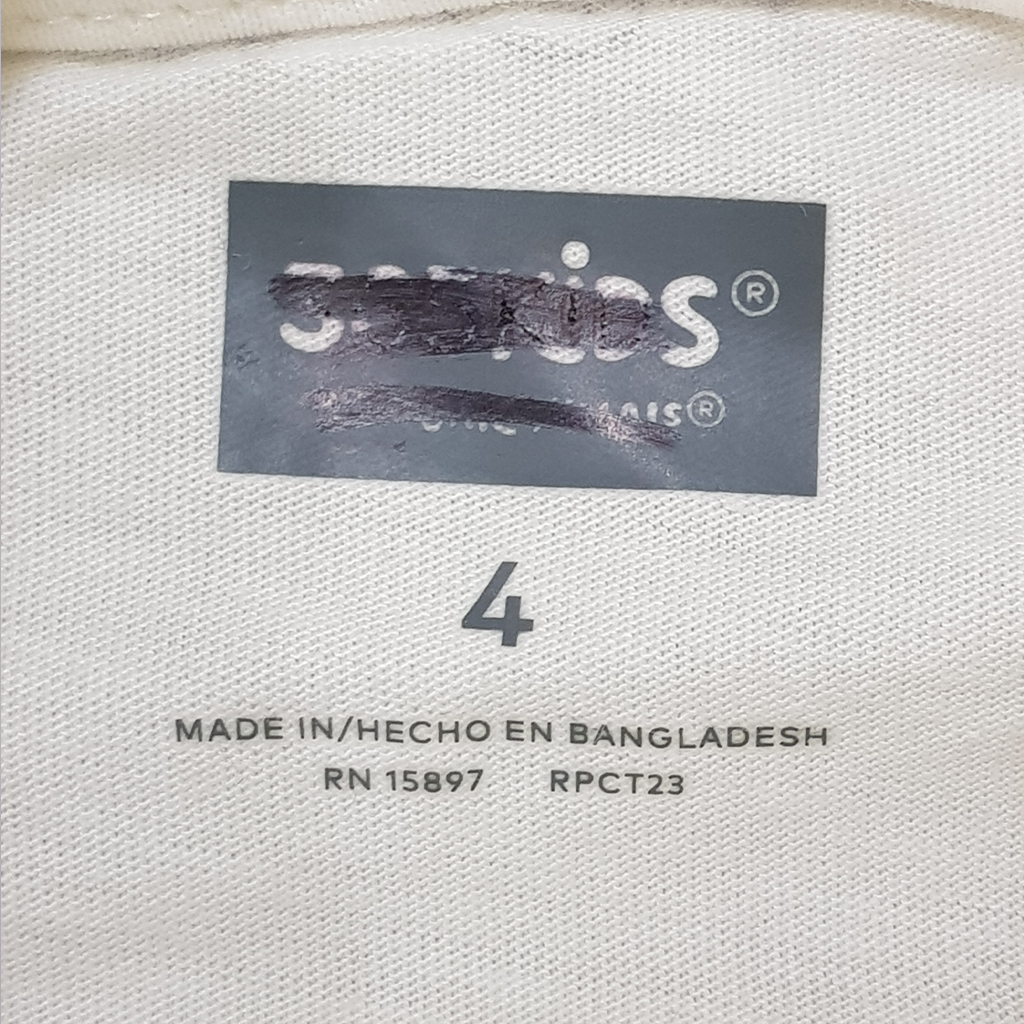 4
MADE IN/HECHO EN BANGLADESH
RN 15897 RPCT23